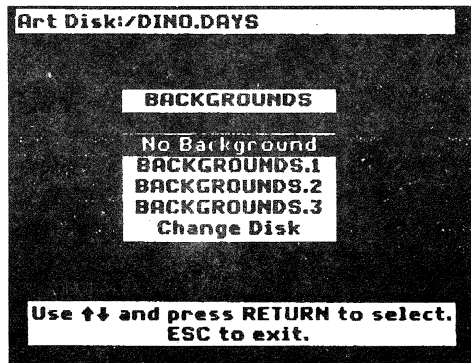 Art Disk:/DINO.DAYS
BACKGROUNDS
No Background
BACKGROUNDS.1
BACKGROUNDS.2
BACKGROUNDS.3
Change Disk
Use ↑↓ and press RETURN to select.
ESC to exit.